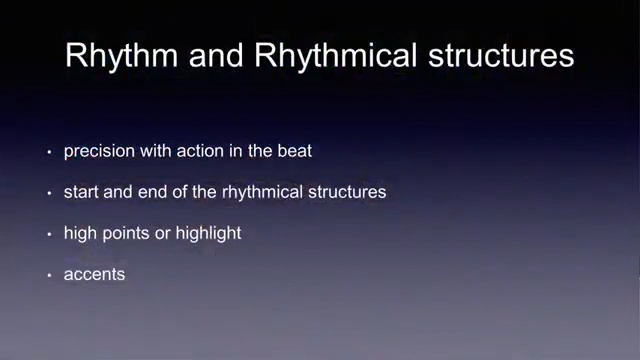 Rhythm and Rhythmical structures
• precision with action in the beat
• start and end of the rhythmical structures
• high points or highlight
• accents